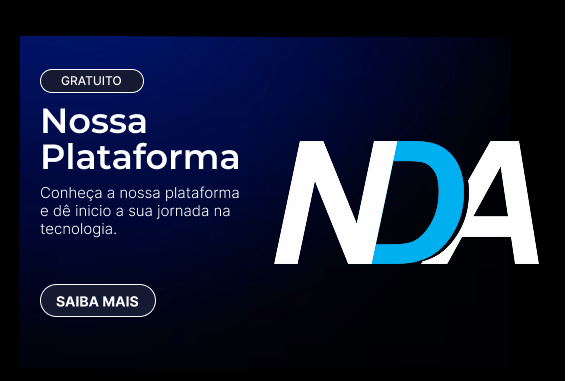 GRATUITO
Nossa
Plataforma
Conheça a nossa plataforma
e dê inicio a sua jornada na
tecnologia.
SAIBA MAIS
NDA